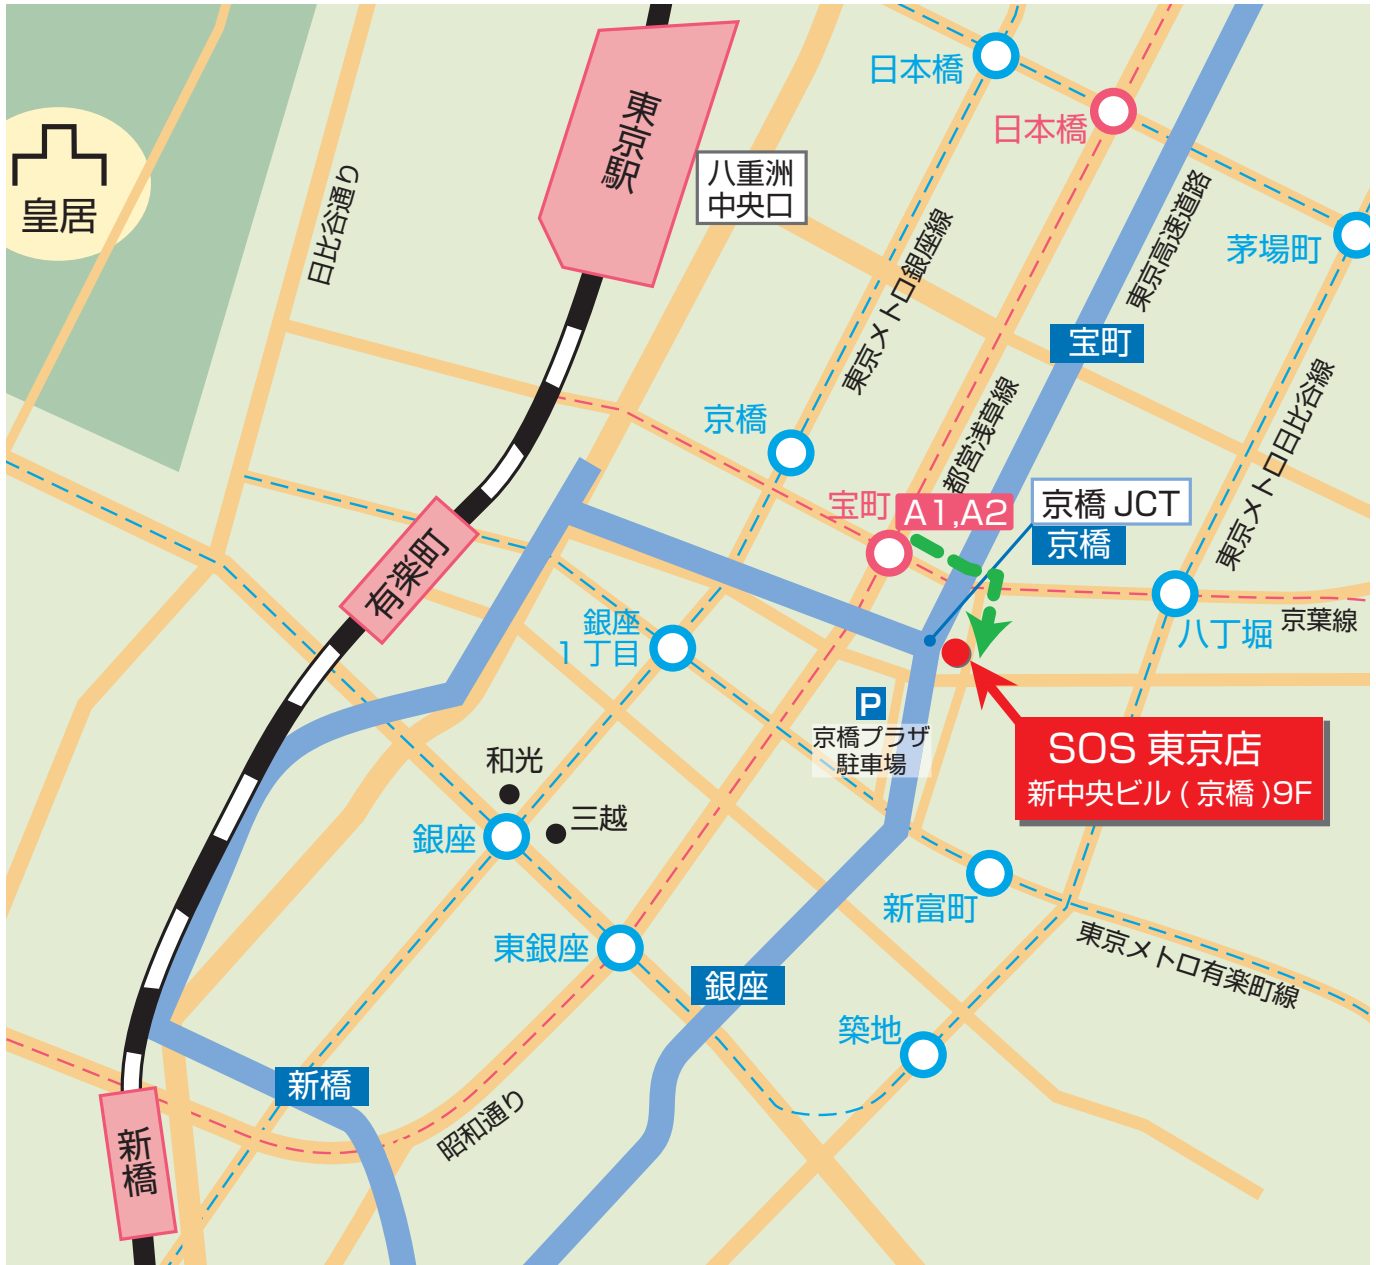 日本橋
日本橋
東京駅
八重洲
中央口
皇居
日比谷通り
東京メトロ銀座線
東京高速道路
茅場町
宝町
京橋
都営浅草線
東京メトロ日比谷線
宝町
A1,A2
京橋 JCT
京橋
有楽町
銀座
1丁目
八丁堀
京葉線
P
京橋プラザ
駐車場
SOS 東京店
新中央ビル ( 京橋 )9F
和光
三越
銀座
新富町
東銀座
東京メトロ有楽町線
銀座
築地
新橋
昭和通り
新橋